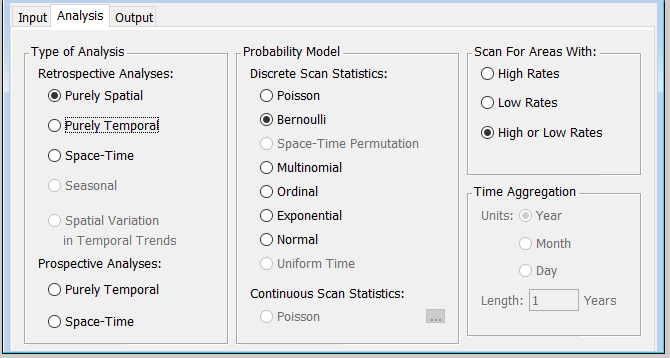 Input Analysis Output
Type of Analysis
Retrospective Analyses:
Purely Spatial
Purely Temporal
Space-Time
Seasonal
Spatial Variation
in Temporal Trends
Prospective Analyses:
Purely Temporal
Space-Time
Probability Model
Discrete Scan Statistics:
Poisson
Bernoulli
Space-Time Permutation
Multinomial
Ordinal
Exponential
Normal
Uniform Time
Continuous Scan Statistics:
Poisson
...
Scan For Areas With:
High Rates
Low Rates
High or Low Rates
Time Aggregation
Units: Year
Month
Day
Length: 1 Years